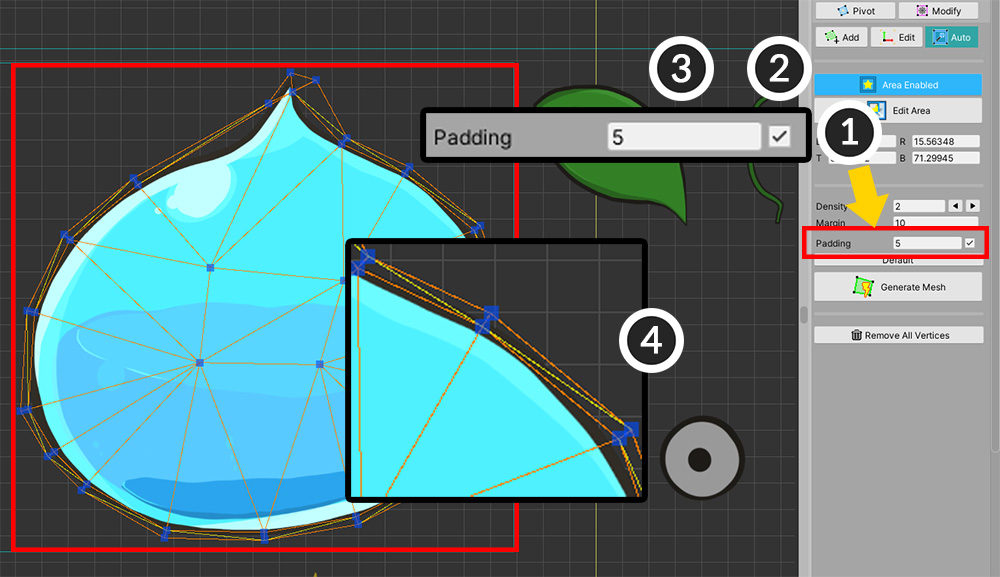 Pivot
Modify
Add
Edit
Auto
Area Enabled
Edit Area
R 15.56348
T
B 71.29945
Density 2
Margin 10
Padding 5
Default
Generate Mesh
Remove All Vertices
3
2
Padding 5
1
4